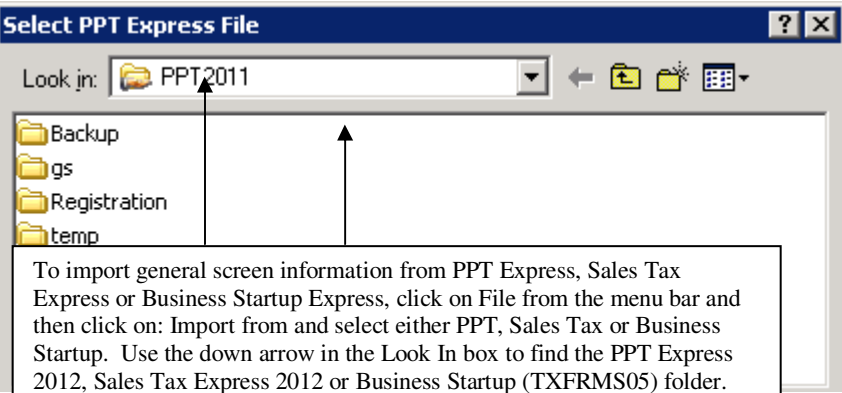 Select PPT Express File
Look in: PPT2011
Backup
gs
Registration
temp
To import general screen information from PPT Express, Sales Tax
Express or Business Startup Express, click on File from the menu bar and
then click on: Import from and select either PPT, Sales Tax or Business
Startup. Use the down arrow in the Look In box to find the PPT Express
2012, Sales Tax Express 2012 or Business Startup (TXFRMS05) folder.